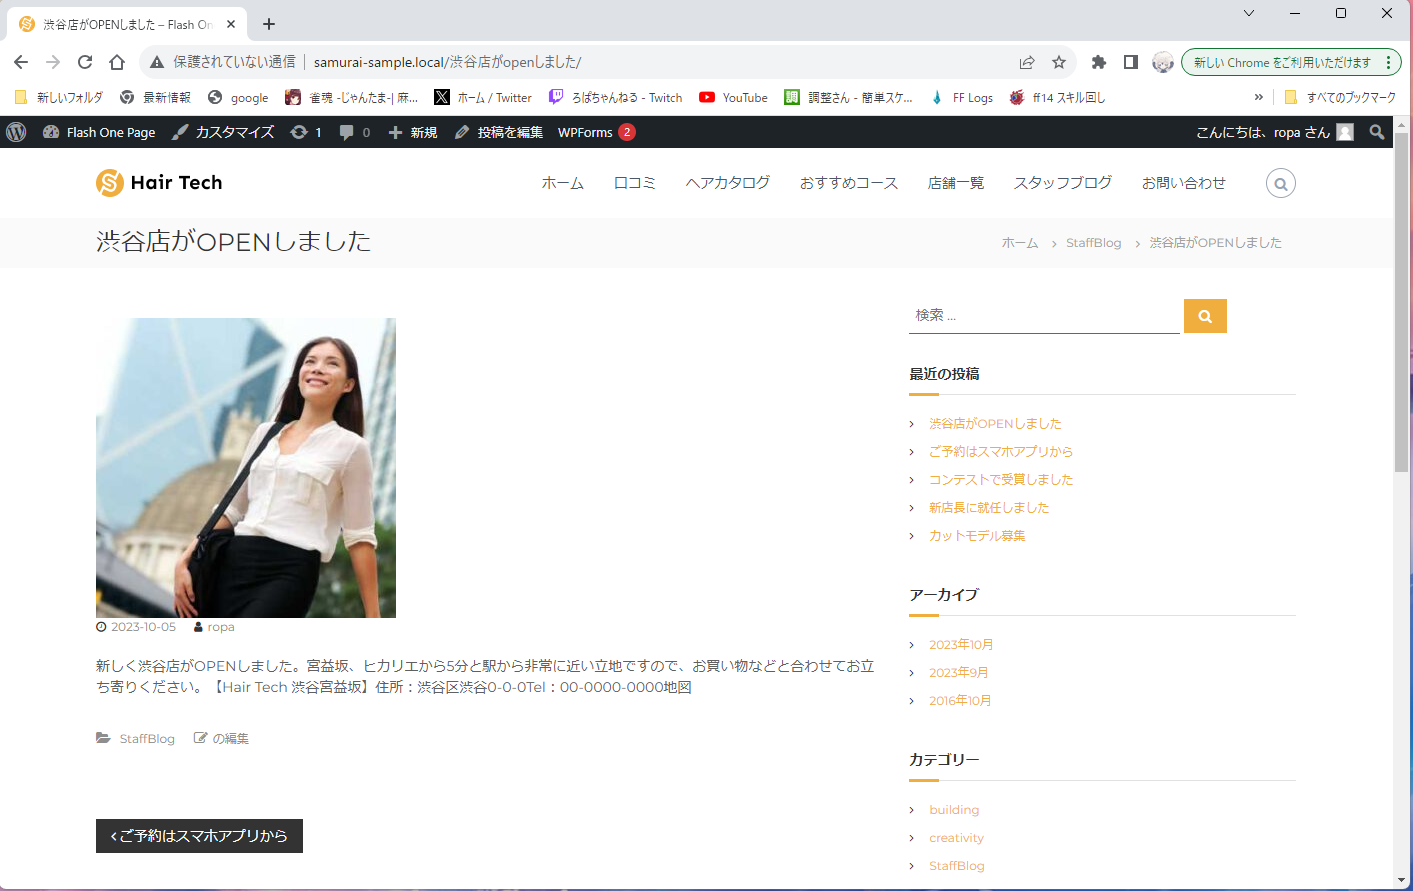 渋谷店がOPENしました – Flash On
保護されていない通信 samurai-sample.local/渋谷店がopenしました/
新しい Chrome をご利用いただけます
新しいフォルダ 最新情報 google 雀魂 -じゃんたま-| 麻... ホーム / Twitter ろぱちゃんねる - Twitch YouTube 調整さん - 簡単スケ... FF Logs ff14 スキル回し » すべてのブックマーク
Flash One Page カスタマイズ 1 0 新規 投稿を編集 WPForms 2 こんにちは、ropa さん
Hair Tech
ホーム 口コミ ヘアカタログ おすすめコース 店舗一覧 スタッフブログ お問い合わせ
渋谷店がOPENしました
ホーム > StaffBlog > 渋谷店がOPENしました
2023-10-05 ropa
新しく渋谷店がOPENしました。宮益坂、ヒカリエから5分と駅から非常に近い立地ですので、お買い物などと合わせてお立
ち寄りください。【Hair Tech 渋谷宮益坂】住所：渋谷区渋谷0-0-0Tel：00-0000-0000地図
StaffBlog の編集
‹ ご予約はスマホアプリから
検索 ...
最近の投稿
渋谷店がOPENしました
ご予約はスマホアプリから
コンテストで受賞しました
新店長に就任しました
カットモデル募集
アーカイブ
2023年10月
2023年9月
2016年10月
カテゴリー
building
creativity
StaffBlog